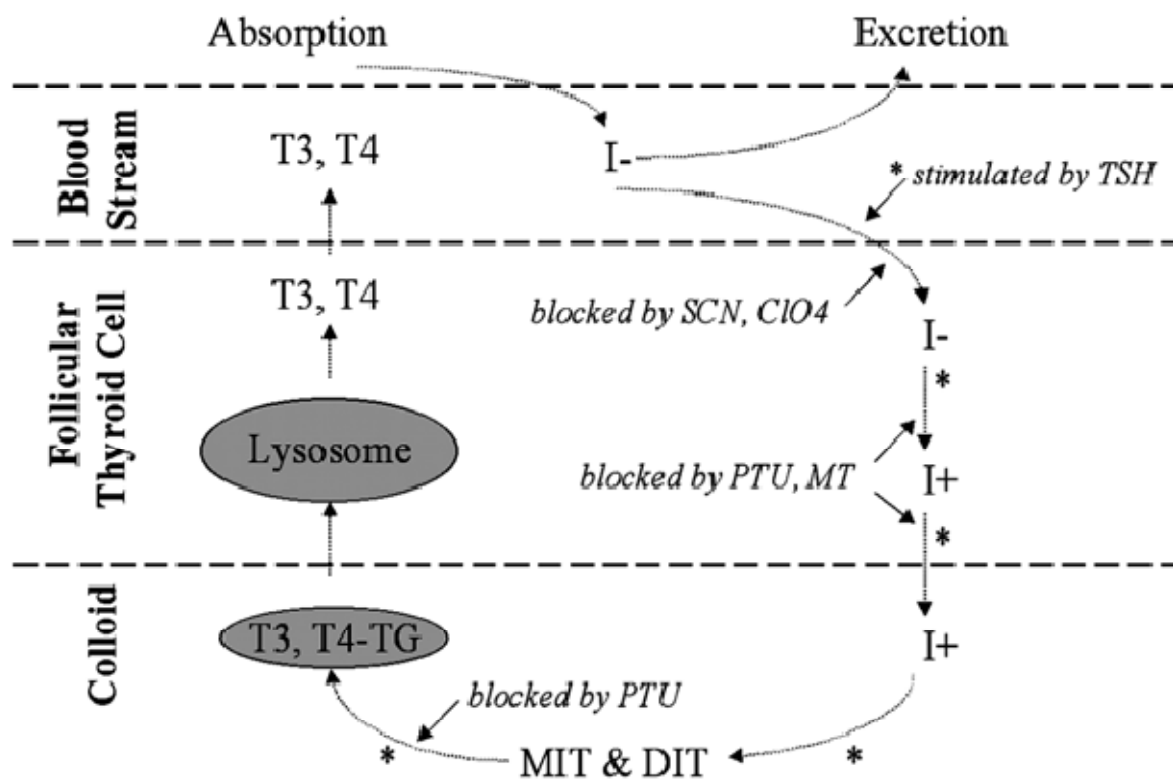 Absorption
Excretion
Blood
Stream
T3, T4
I-
* stimulated by TSH
Follicular
Thyroid Cell
T3, T4
blocked by SCN, ClO4
I-
*
Lysosome
blocked by PTU, MT
I+
*
Colloid
T3, T4-TG
I+
blocked by PTU
*
MIT & DIT
*